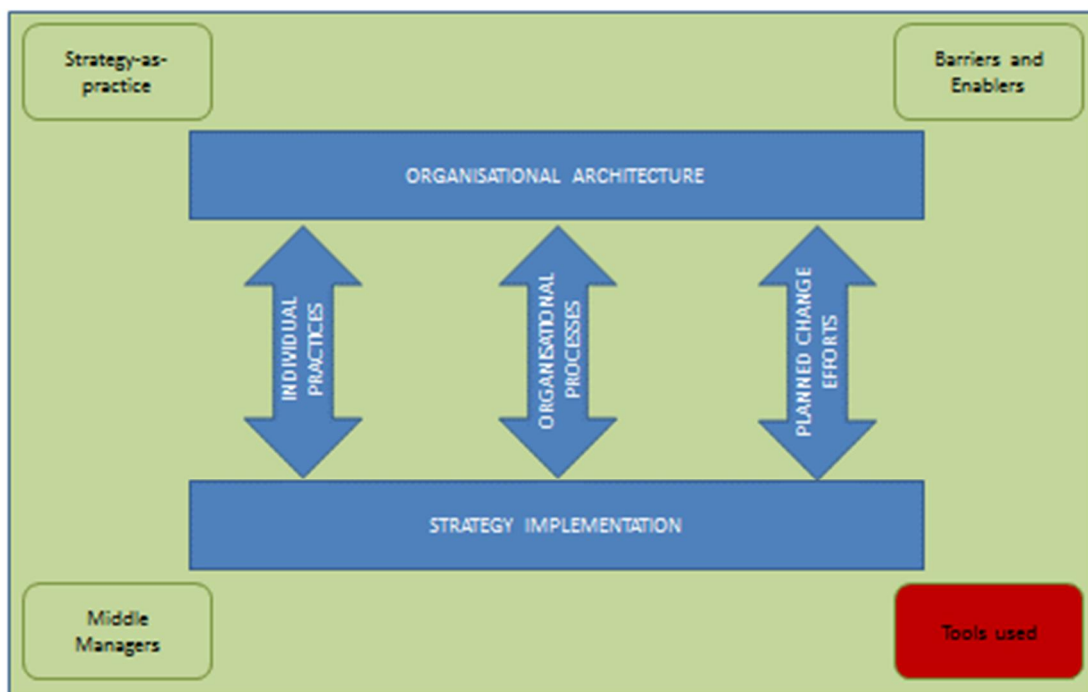 Strategy-as-
practice
Barriers and
Enablers
ORGANISATIONAL ARCHITECTURE
INDIVIDUAL
PRACTICES
ORGANISATIONAL
PROCESSES
PLANNED CHANGE
EFFORTS
STRATEGY IMPLEMENTATION
Middle
Managers
Tools used